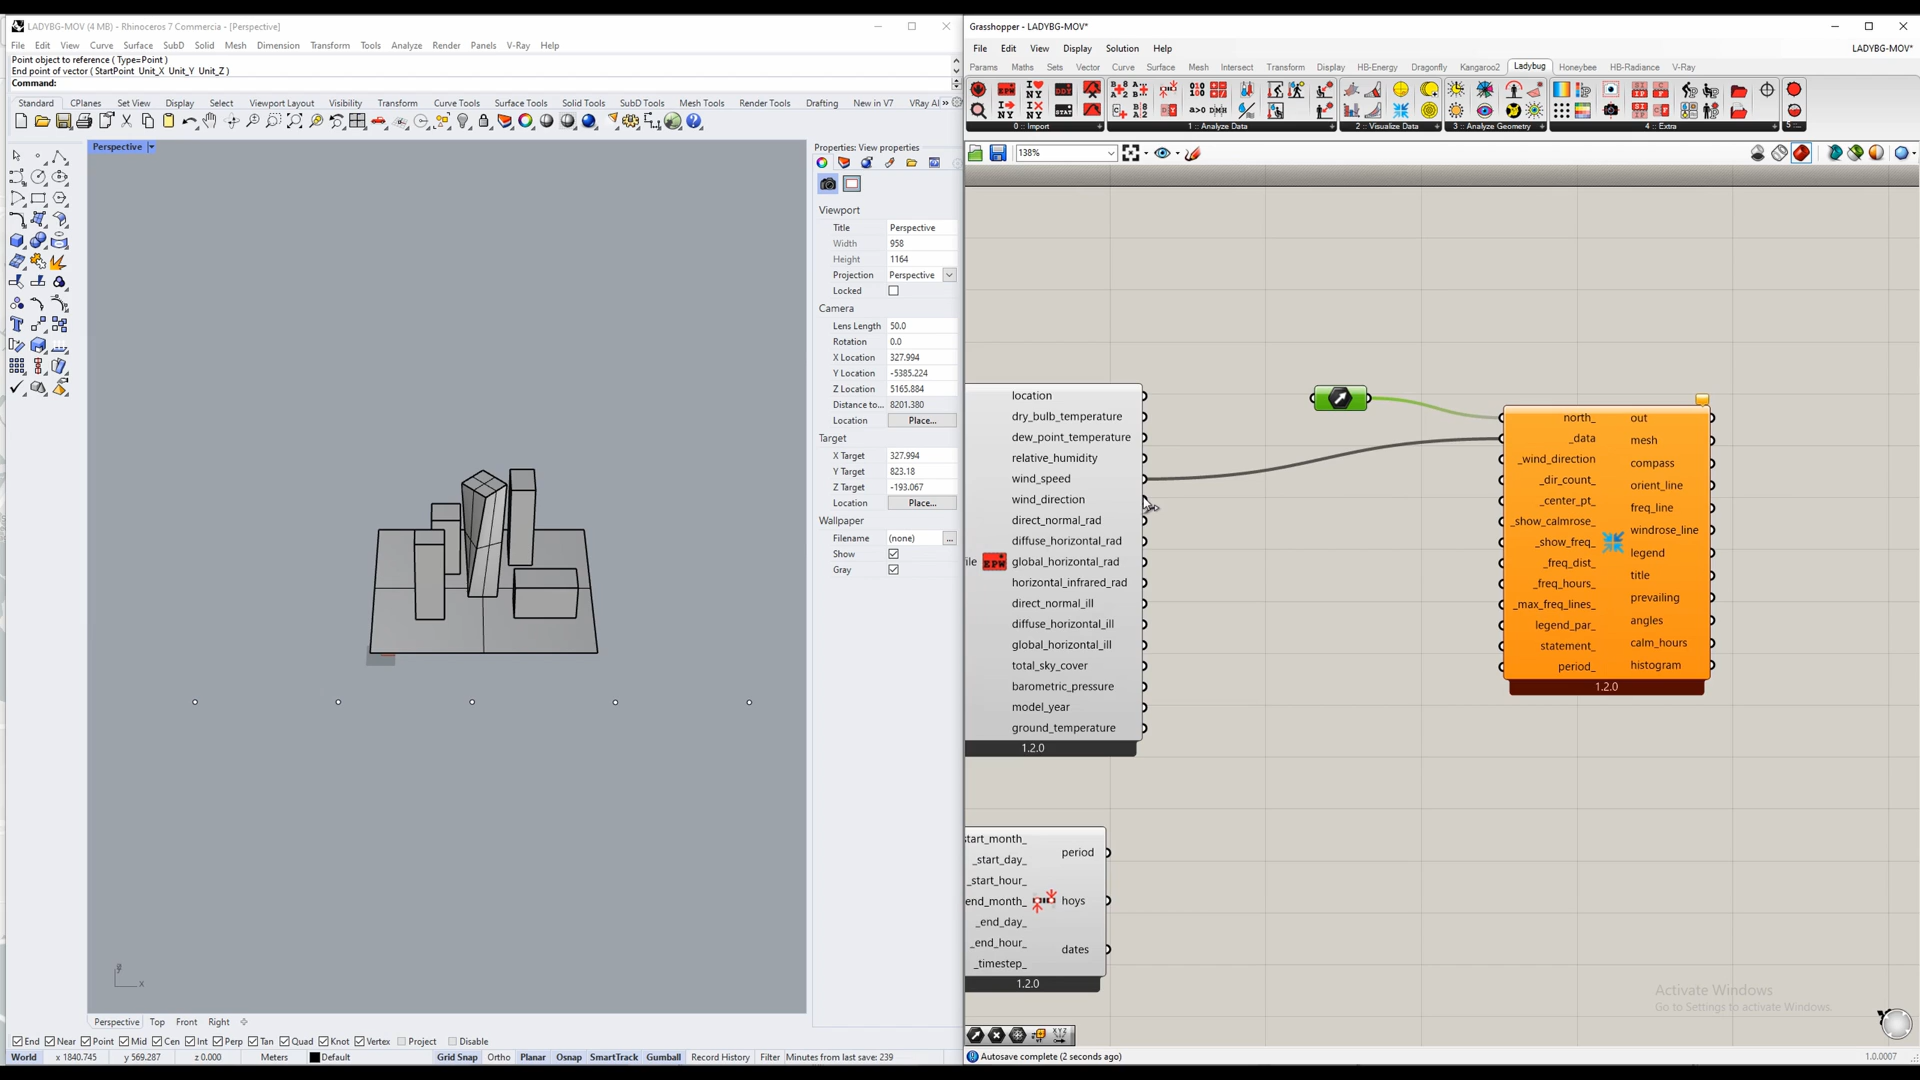 LADYBG-MOV (4 MB) - Rhinoceros 7 Commercia - [Perspective]
File Edit View Curve Surface SubD Solid Mesh Dimension Transform Tools Analyze Render Panels V-Ray Help
Point object to reference ( Type=Point )
End point of vector ( StartPoint Unit_X Unit_Y Unit_Z )
Command:
Standard CPlanes Set View Display Select Viewport Layout Visibility Transform Curve Tools Surface Tools Solid Tools SubD Tools Mesh Tools Render Tools Drafting New in V7 VRay Al »
Perspective
Properties: View properties
Viewport
Title Perspective
Width 958
Height 1164
Projection Perspective
Locked
Camera
Lens Length 50.0
Rotation 0.0
X Location 327.994
Y Location -5385.224
Z Location 5165.884
Distance to... 8201.380
Location Place...
Target
X Target 327.994
Y Target 823.18
Z Target -193.067
Location Place...
Wallpaper
Filename (none) ...
Show
Gray
y
x
Perspective Top Front Right
End Near Point Mid Cen Int Perp Tan Quad Knot Vertex Project Disable
World x 1840.745 y 569.287 z 0.000 Meters Default Grid Snap Ortho Planar Osnap SmartTrack Gumball Record History Filter Minutes from last save: 239
Grasshopper - LADYBG-MOV*
File Edit View Display Solution Help LADYBG-MOV*
Params Maths Sets Vector Curve Surface Mesh Intersect Transform Display HB-Energy Dragonfly Kangaroo2 Ladybug Honeybee HB-Radiance V-Ray
0 :: Import 1 :: Analyze Data 2 :: Visualize Data 3 :: Analyze Geometry 4 :: Extra 5 ::
138%
location
dry_bulb_temperature
dew_point_temperature
relative_humidity
wind_speed
wind_direction
direct_normal_rad
diffuse_horizontal_rad
ile EPW global_horizontal_rad
horizontal_infrared_rad
direct_normal_ill
diffuse_horizontal_ill
global_horizontal_ill
total_sky_cover
barometric_pressure
model_year
ground_temperature
1.2.0
north_
_data
_wind_direction
_dir_count_
_center_pt_
_show_calmrose_
_show_freq_
_freq_dist_
_freq_hours_
_max_freq_lines_
legend_par_
statement_
period_
out
mesh
compass
orient_line
freq_line
windrose_line
legend
title
prevailing
angles
calm_hours
histogram
1.2.0
start_month_
_start_day_
_start_hour_
end_month_
_end_day_
_end_hour_
_timestep_
period
hoys
dates
1.2.0
Activate Windows
Go to Settings to activate Windows.
Autosave complete (2 seconds ago) 1.0.0007